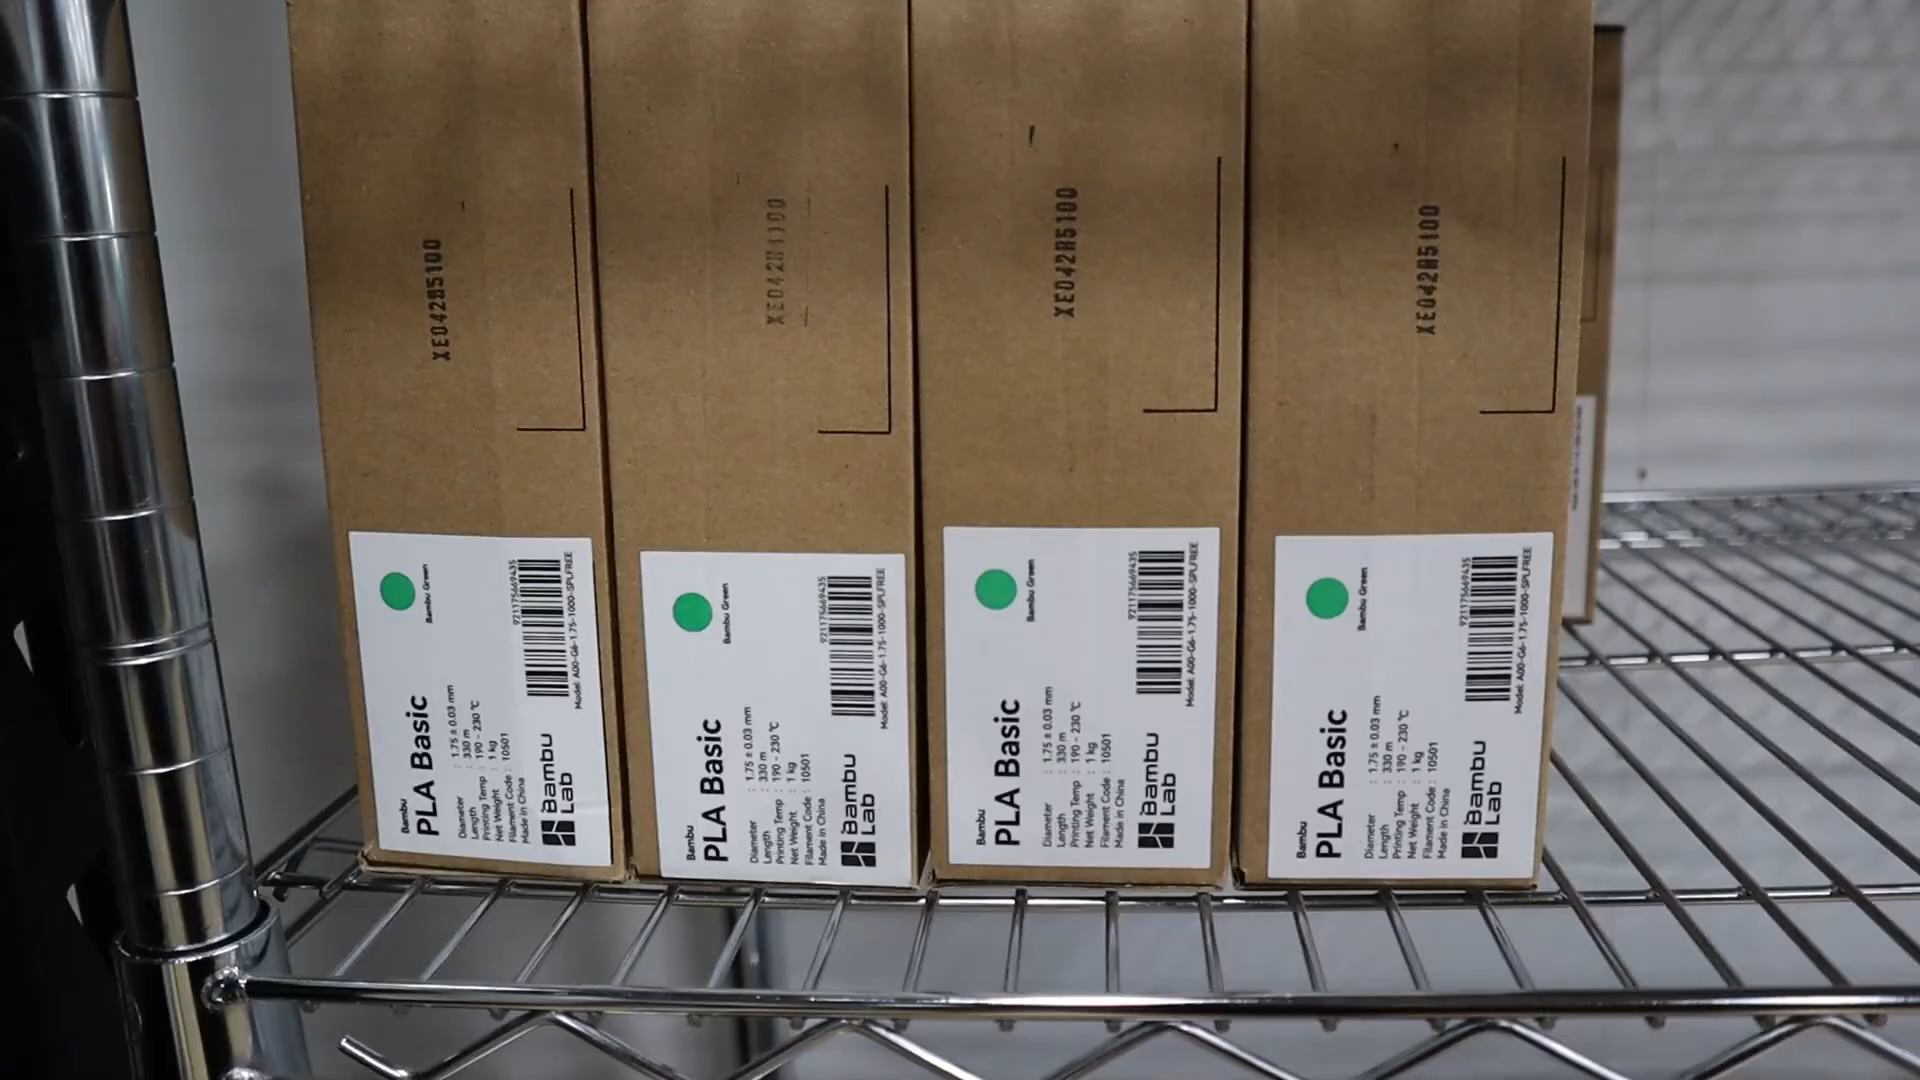 XE042H5100
Bambu Green
921175669435
Model: A00-G6-1.75-1000-SPLFREE
Bambu
PLA Basic
Diameter : 1.75 ± 0.03 mm
Length : 330 m
Printing Temp : 190 - 230 ℃
Net Weight : 1 kg
Filament Code : 10501
Made in China
Bambu
Lab
Bambu Green
921175669435
Model: A00-G6-1.75-1000-SPLFREE
Bambu
PLA Basic
Diameter : 1.75 ± 0.03 mm
Length : 330 m
Printing Temp : 190 - 230 ℃
Net Weight : 1 kg
Filament Code : 10501
Made in China
Bambu
Lab
XE042H5100
Bambu Green
921175669435
Model: A00-G6-1.75-1000-SPLFREE
Bambu
PLA Basic
Diameter : 1.75 ± 0.03 mm
Length : 330 m
Printing Temp : 190 - 230 ℃
Net Weight : 1 kg
Filament Code : 10501
Made in China
Bambu
Lab
XE042H5100
Bambu Green
921175669435
Model: A00-G6-1.75-1000-SPLFREE
Bambu
PLA Basic
Diameter : 1.75 ± 0.03 mm
Length : 330 m
Printing Temp : 190 - 230 ℃
Net Weight : 1 kg
Filament Code : 10501
Made in China
Bambu
Lab